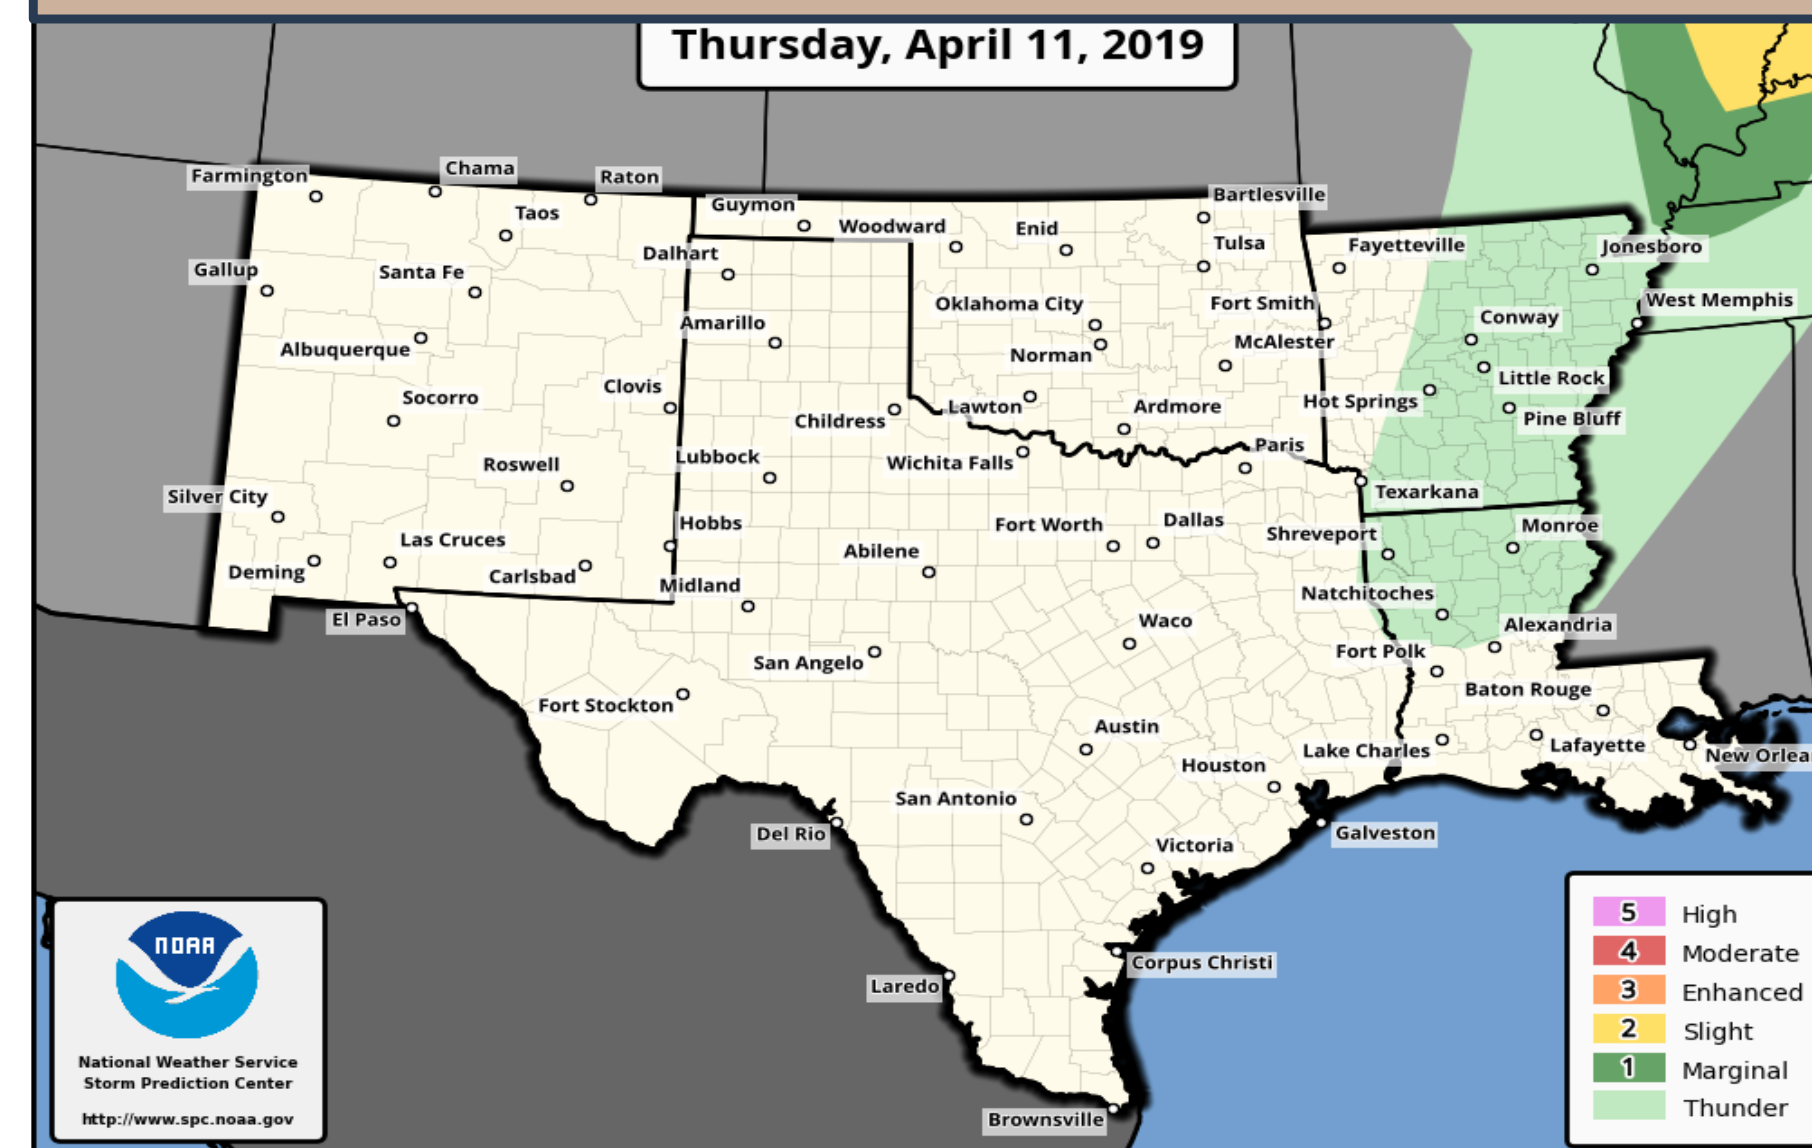 Thursday, April 11, 2019
Chama
Farmington
Raton
Bartlesville
Guymon
Taos
Woodward
Enid
Tulsa
Fayetteville
Jonesboro
Dalhart
Gallup
Santa Fe
West Memphis
Oklahoma City
Fort Smith
Conway
Amarillo
McAlester
Albuquerque
Norman
Little Rock
Clovis
Socorro
Hot Springs
Lawton
Ardmore
Pine Bluff
Childress
Paris
Lubbock
Wichita Falls
Roswell
Texarkana
Silver City
Hobbs
Fort Worth
Dallas
Monroe
Shreveport
Las Cruces
Abilene
Deming
Carlsbad
Midland
Natchitoches
El Paso
Waco
Alexandria
Fort Polk
San Angelo
Baton Rouge
Fort Stockton
Austin
Lake Charles
Lafayette
New Orlea
Houston
San Antonio
Del Rio
Galveston
Victoria
Corpus Christi
Laredo
Brownsville
NOAA
National Weather Service
Storm Prediction Center
http://www.spc.noaa.gov
5 High
4 Moderate
3 Enhanced
2 Slight
1 Marginal
Thunder